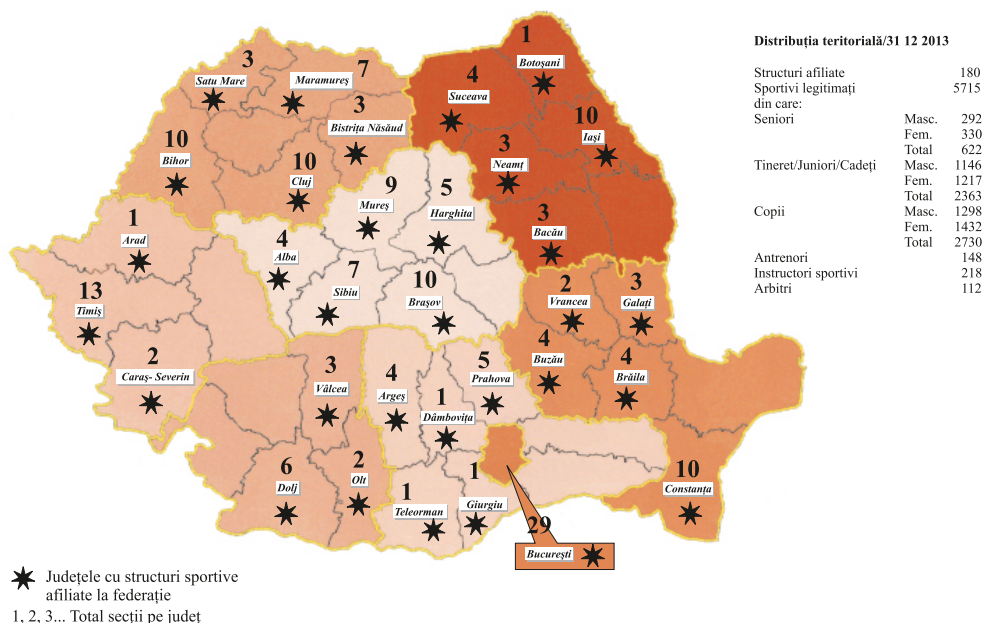 Distribuția teritorială/31 12 2013
Structuri afiliate 180
Sportivi legitimați 5715
din care:
Seniori Masc. 292
Fem. 330
Total 622
Tineret/Juniori/Cadeți Masc. 1146
Fem. 1217
Total 2363
Copii Masc. 1298
Fem. 1432
Total 2730
Antrenori 148
Instructori sportivi 218
Arbitri 112
3
Satu Mare
7
Maramureș
3
Bistrița Năsăud
10
Bihor
10
Cluj
4
Suceava
1
Botoșani
10
Iași
3
Neamț
3
Bacău
9
Mureș
5
Harghita
4
Alba
7
Sibiu
10
Brașov
1
Arad
13
Timiș
2
Caraș- Severin
2
Vrancea
3
Galați
4
Buzău
4
Brăila
10
Constanța
3
Vâlcea
6
Dolj
2
Olt
4
Argeș
1
Dâmbovița
5
Prahova
1
Teleorman
1
Giurgiu
29
București
Județele cu structuri sportive
afiliate la federație
1, 2, 3... Total secții pe județ